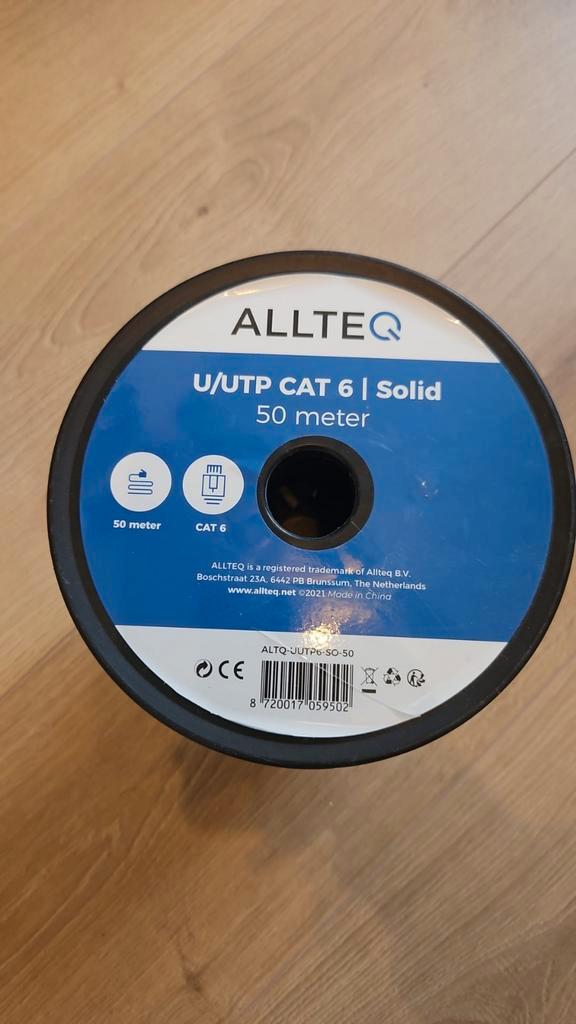 ALLTEQ
U/UTP CAT 6 | Solid
50 meter
50 meter
CAT 6
ALLTEQ is a registered trademark of Allteq B.V.
Boschstraat 23A, 6442 PB Brunssum, The Netherlands
www.allteq.net ©2021 Made in China
ALTQ-UUTP6-SO-50
CE
8 720017 059502